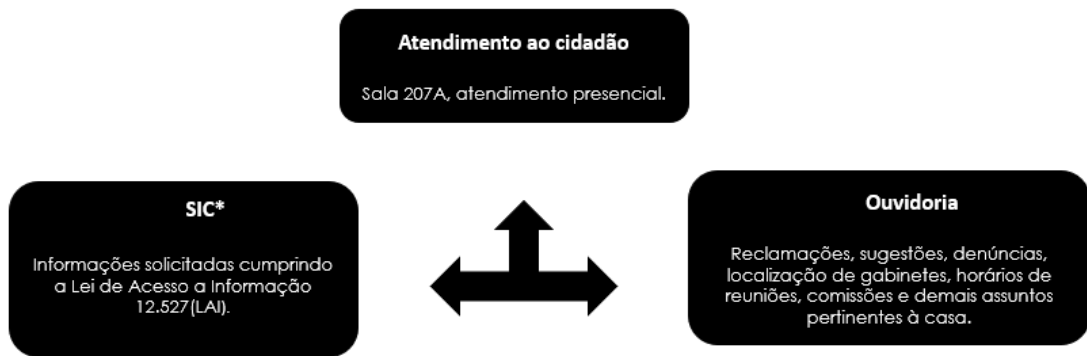 Atendimento ao cidadão
Sala 207A, atendimento presencial.
SIC*
Informações solicitadas cumprindo
a Lei de Acesso a Informação
12.527(LAI).
Ouvidoria
Reclamações, sugestões, denúncias,
localização de gabinetes, horários de
reuniões, comissões e demais assuntos
pertinentes à casa.